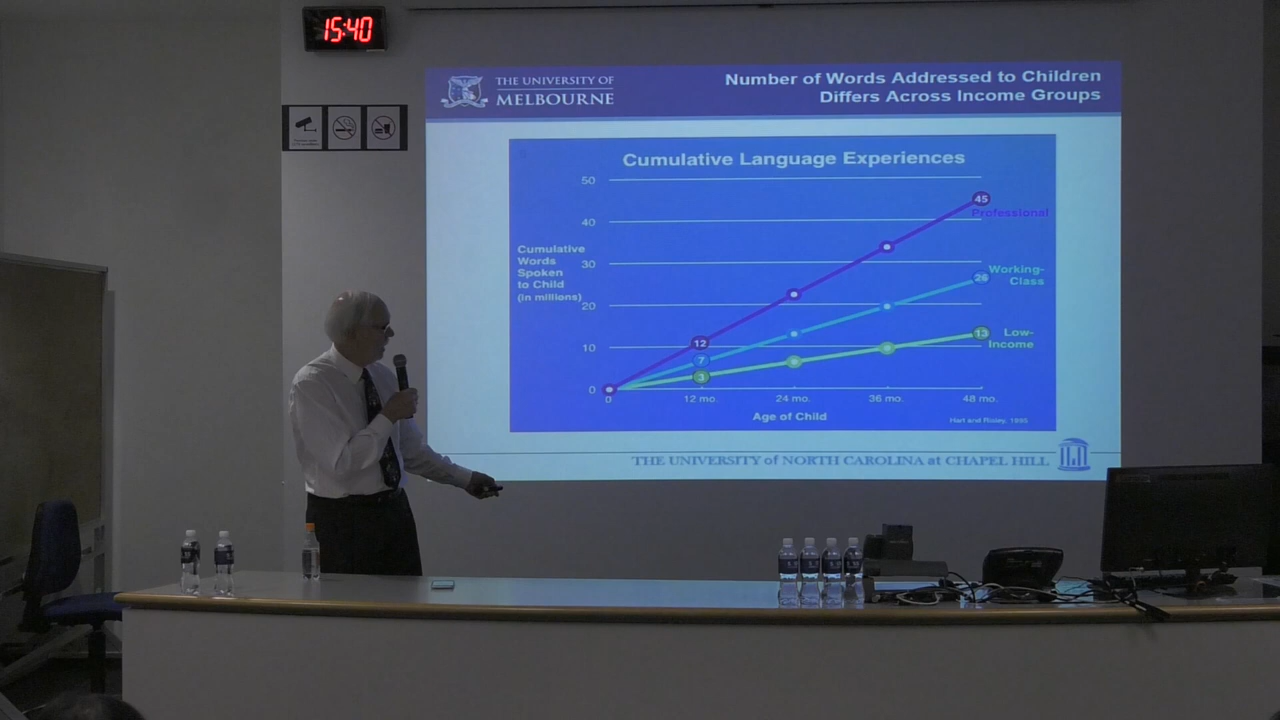 15:40
THE UNIVERSITY OF
MELBOURNE
Number of Words Addressed to Children
Differs Across Income Groups
Cumulative Language Experiences
50
40
30
20
10
0
Cumulative
Words
Spoken
to Child
(in millions)
45
Professional
26
Working-
Class
13
Low-
Income
12
7
3
0
12 mo.
24 mo.
36 mo.
48 mo.
Age of Child
Hart and Risley, 1995
THE UNIVERSITY of NORTH CAROLINA at CHAPEL HILL